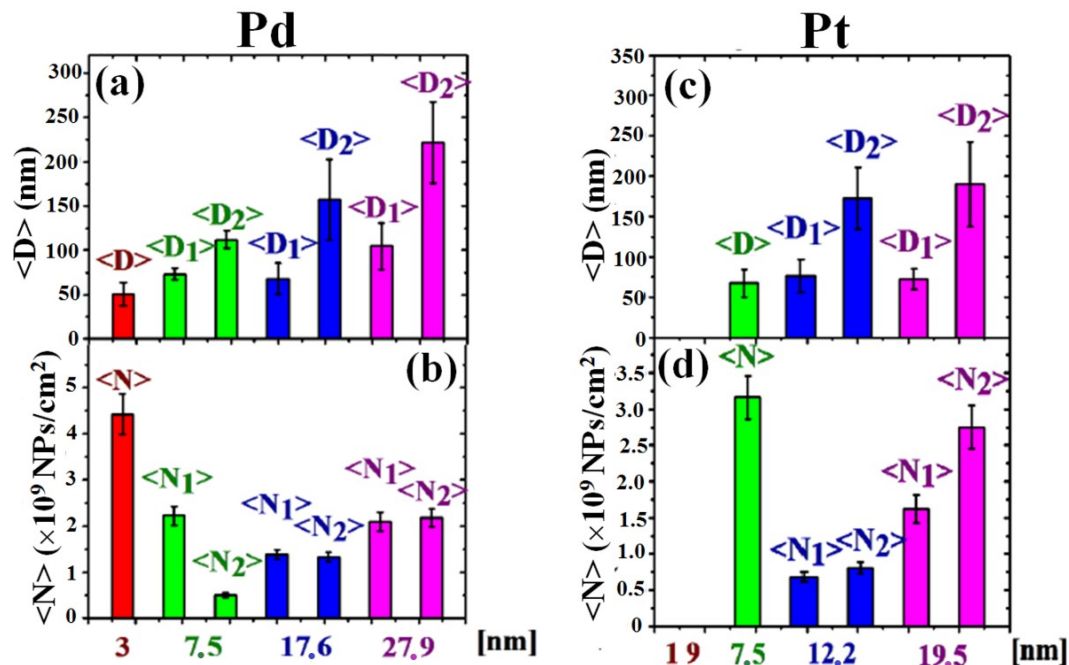 Pd
Pt
(a)
300
250
200
150
100
50
0
<D> (nm)
<D>
<D1>
<D2>
<D1>
<D2>
<D1>
<D2>
(c)
350
300
250
200
150
100
50
0
<D> (nm)
<D>
<D1>
<D2>
<D1>
<D2>
(b)
5
4
3
2
1
0
<N> (×10⁹ NPs/cm²)
<N>
<N1>
<N2>
<N1>
<N2>
<N1>
<N2>
3
7.5
17.6
27.9
[nm]
(d)
3.5
3.0
2.5
2.0
1.5
1.0
0.5
0
<N> (×10⁹ NPs/cm²)
<N>
<N1>
<N2>
<N1>
<N2>
1 9
7.5
12.2
19.5
[nm]